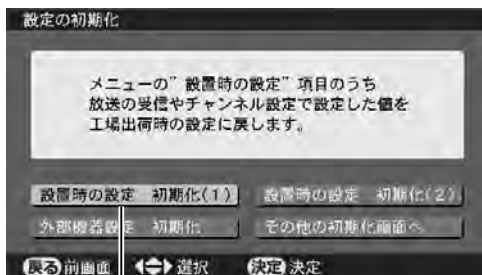 設定の初期化
メニューの"設置時の設定"項目のうち
放送の受信やチャンネル設定で設定した値を
工場出荷時の設定に戻します。
設置時の設定 初期化(1) 設置時の設定 初期化(2)
外部機器設定 初期化 その他の初期化画面へ
戻る 前画面 選択 決定 決定